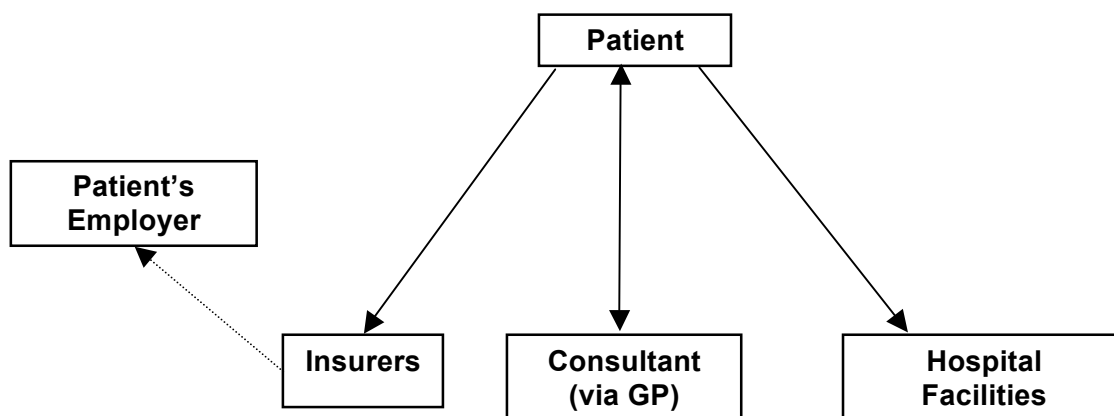 Patient
Patient’s
Employer
Insurers
Consultant
(via GP)
Hospital
Facilities